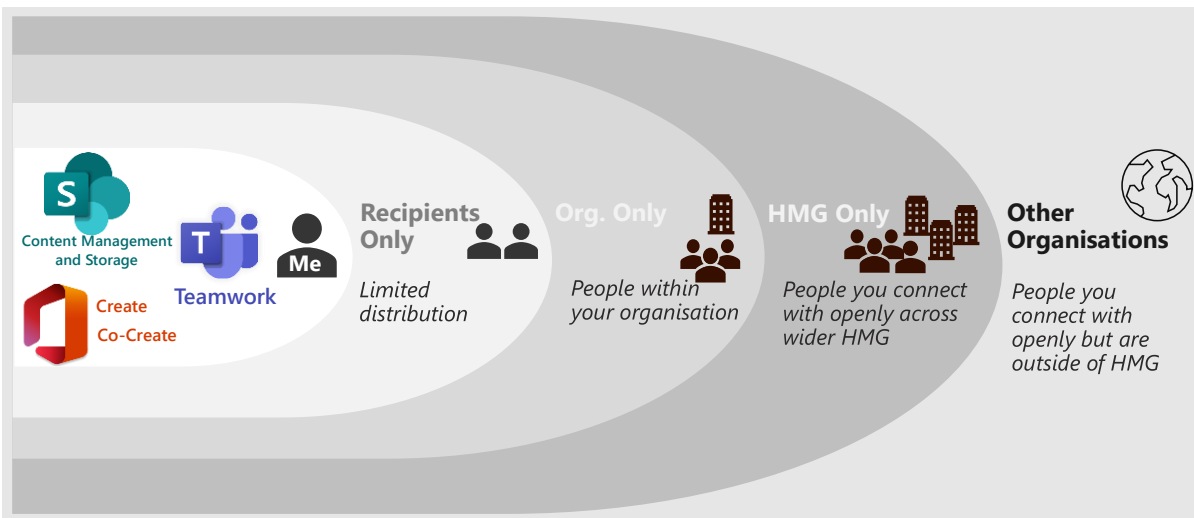 S
Content Management
and Storage
T
Teamwork
Create
Co-Create
Me
Recipients
Only
Limited
distribution
Org. Only
People within
your organisation
HMG Only
People you connect
with openly across
wider HMG
Other
Organisations
People you
connect with
openly but are
outside of HMG